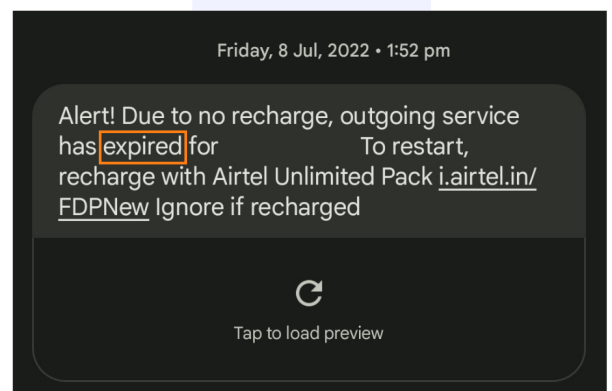 Friday, 8 Jul, 2022 • 1:52 pm
Alert! Due to no recharge, outgoing service
has expired for To restart,
recharge with Airtel Unlimited Pack i.airtel.in/
FDPNew Ignore if recharged
Tap to load preview